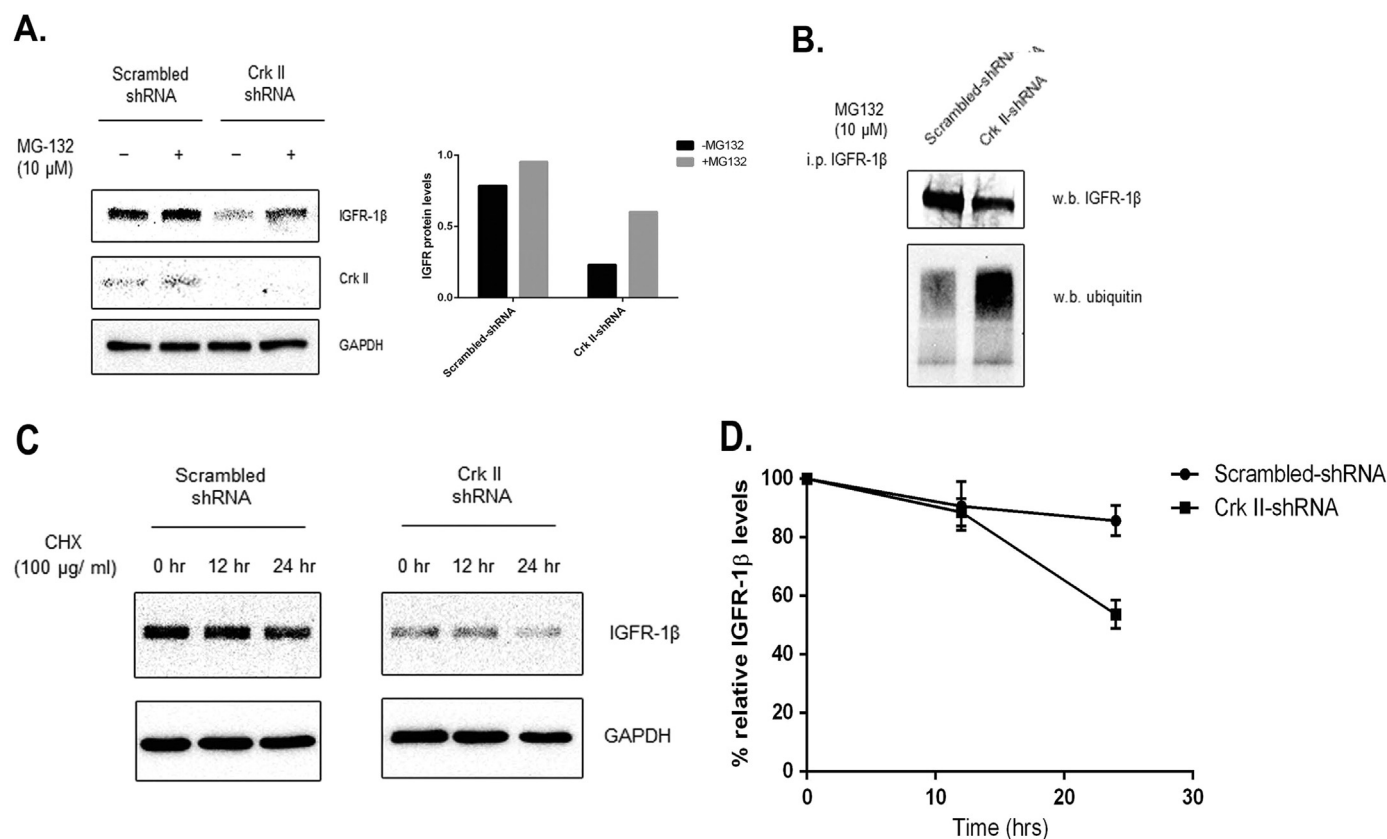 A.
Scrambled
shRNA
Crk II
shRNA
MG-132
(10 µM)
– + – +
IGFR-1β
Crk II
GAPDH
-MG132
+MG132
IGFR protein levels
1.0
0.5
0.0
Scrambled-shRNA
Crk II-shRNA
B.
Scrambled-shRNA
Crk II-shRNA
MG132
(10 µM)
i.p. IGFR-1β
w.b. IGFR-1β
w.b. ubiquitin
C
Scrambled
shRNA
Crk II
shRNA
CHX
(100 µg/ ml)
0 hr 12 hr 24 hr
0 hr 12 hr 24 hr
IGFR-1β
GAPDH
D.
% relative IGFR-1β levels
100
80
60
40
20
0
0 10 20 30
Time (hrs)
Scrambled-shRNA
Crk II-shRNA